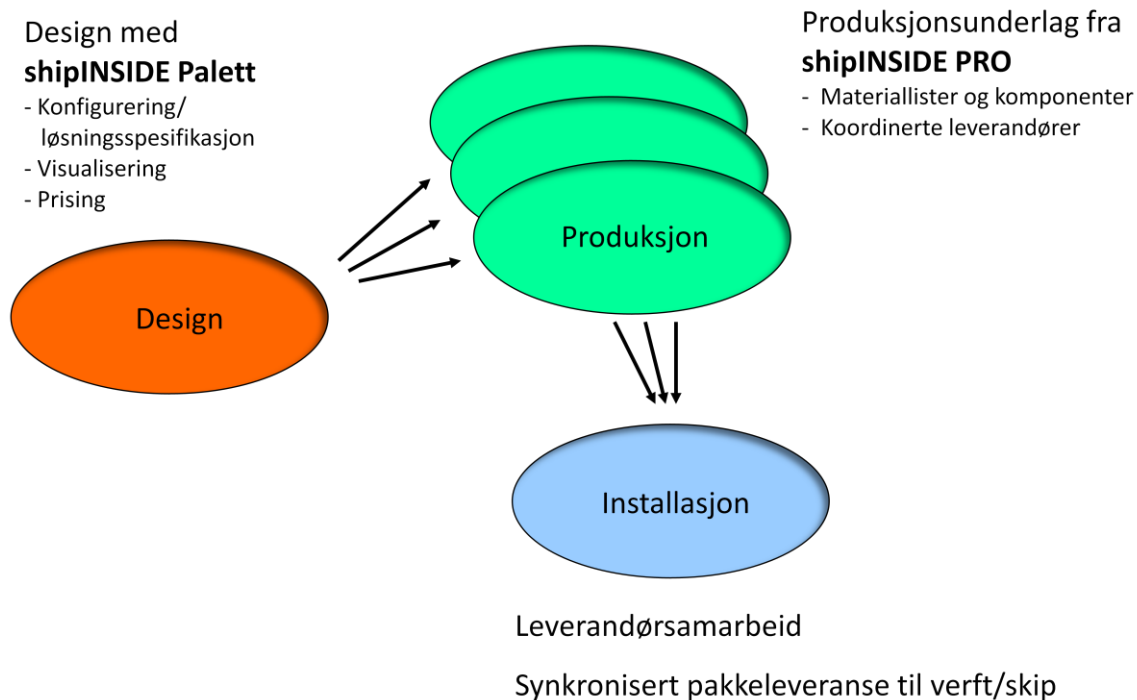 Design med
shipINSIDE Palett
- Konfigurering/
løsningsspesifikasjon
- Visualisering
- Prising
Produksjonsunderlag fra
shipINSIDE PRO
- Materiallister og komponenter
- Koordinerte leverandører
Produksjon
Design
Installasjon
Leverandørsamarbeid
Synkronisert pakkeleveranse til verft/skip